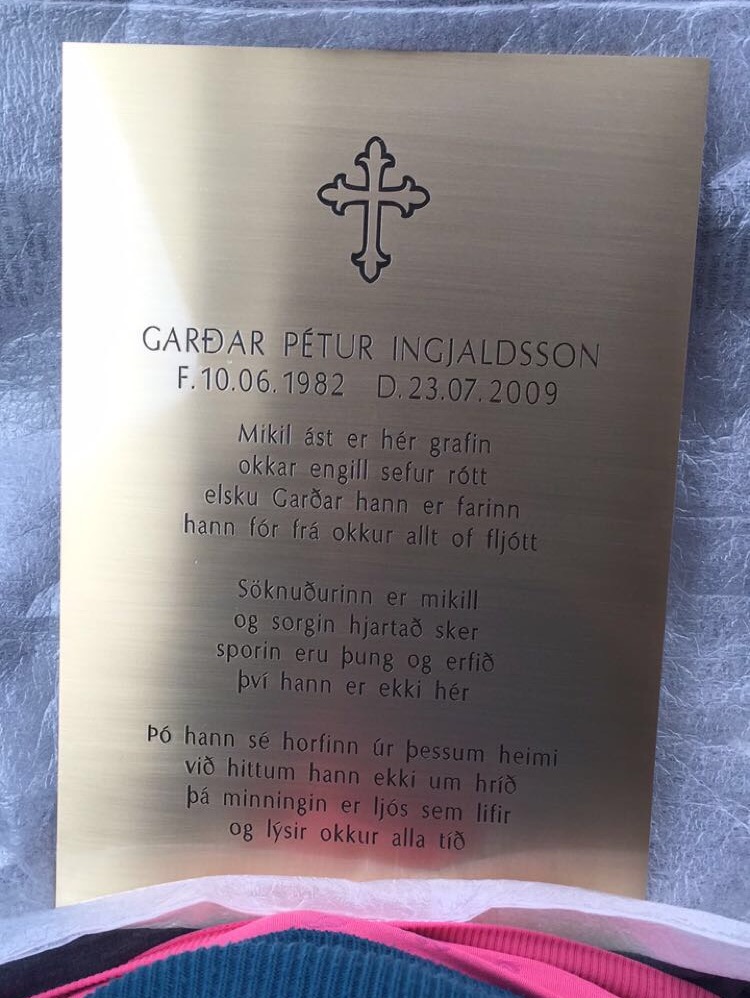 GARÐAR PÉTUR INGJALDSSON
F.10.06.1982 D.23.07.2009
Mikil ást er hér grafin
okkar engill sefur rótt
elsku Garðar hann er farinn
hann fór frá okkur allt of fljótt
Söknuðurinn er mikill
og sorgin hjartað sker
sporin eru þung og erfið
því hann er ekki hér
Þó hann sé horfinn úr þessum heimi
við hittum hann ekki um hríð
þá minningin er ljós sem lifir
og lýsir okkur alla tíð